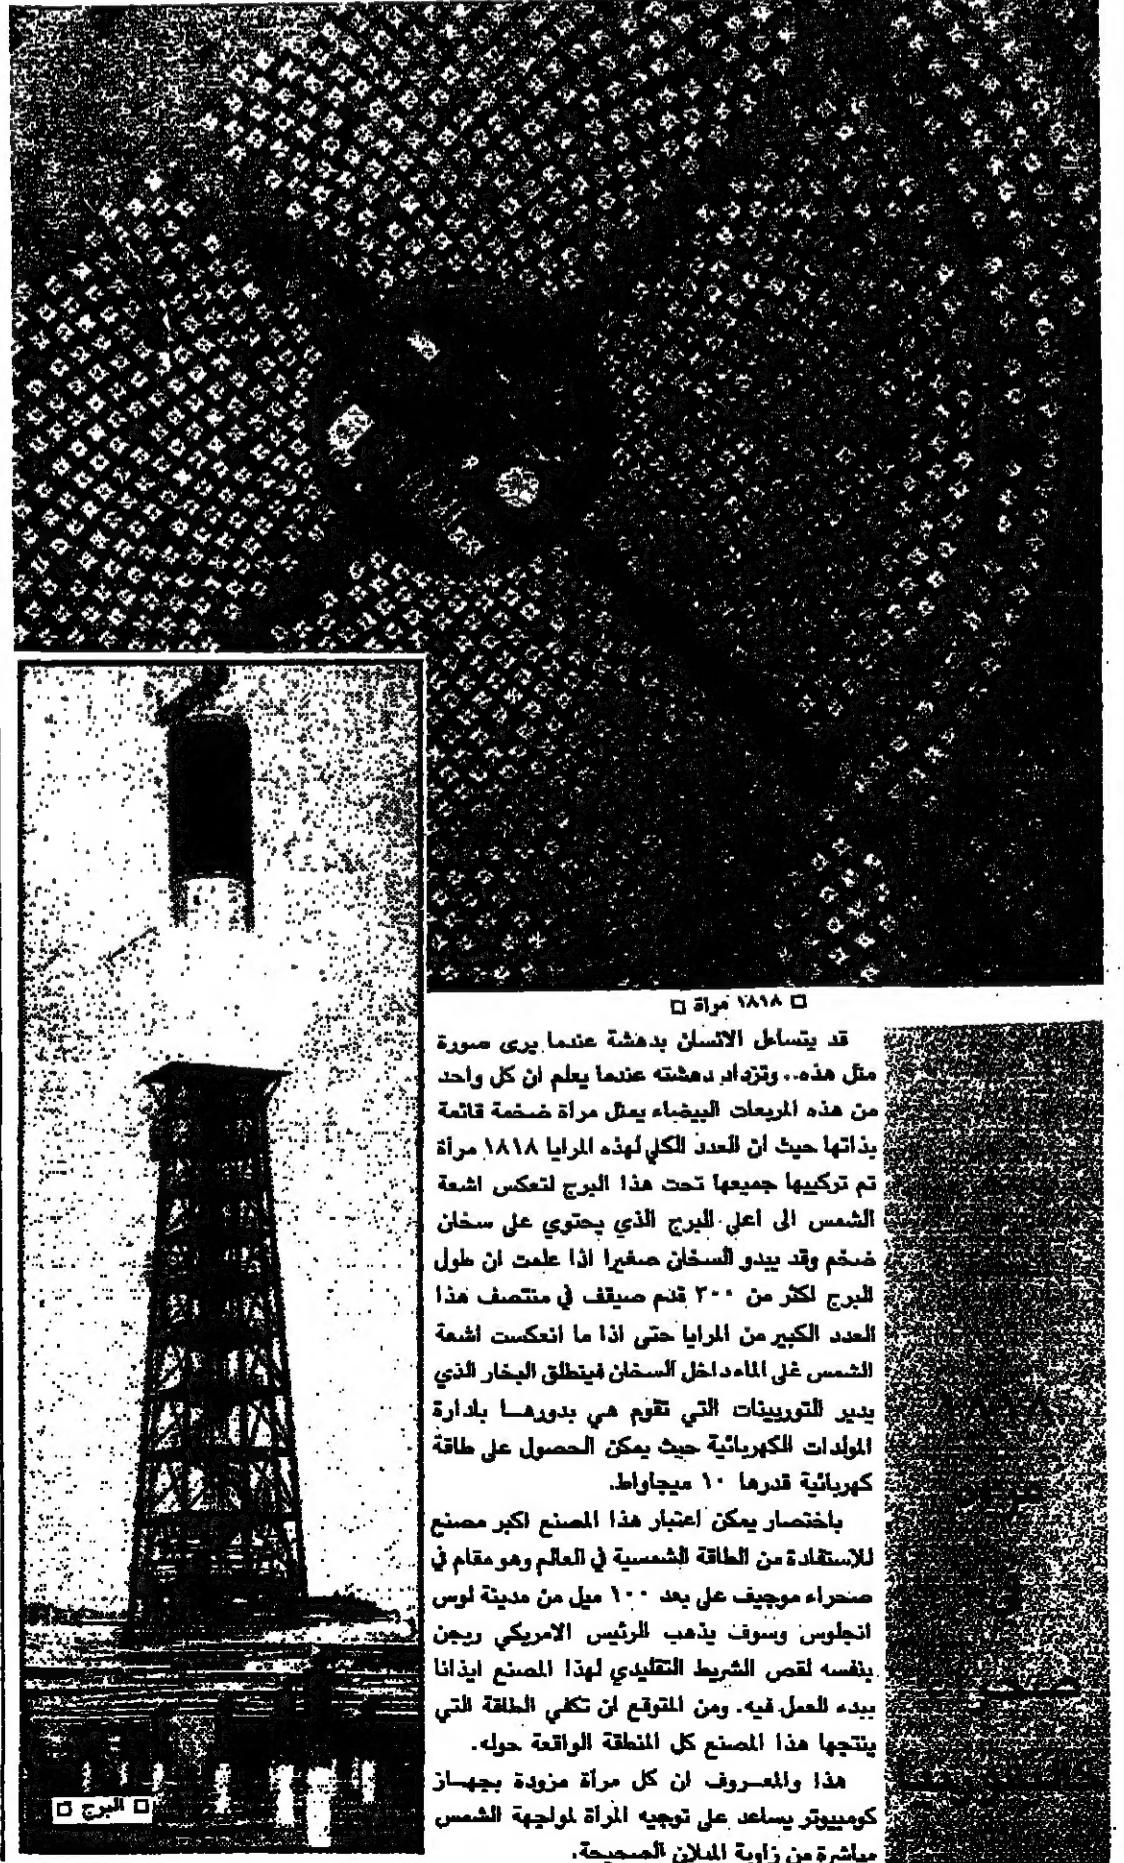 □ ١٨١٨ مرأة □
قد يتساءل الانسان بدهشة عندما يرى صورة
مثل هذه.. وتزداد دهشته عندما يعلم ان كل واحد
من هذه المربعات البيضاء يمثل مرأة ضخمة قائمة
بذاتها حيث ان العدد الكلي لهذه المرايا ١٨١٨ مرأة
تم تركيبها جميعها تحت هذا البرج لتعكس اشعة
الشمس الى اعلى البرج الذي يحتوي على سخان
ضخم وقد يبدو السخان صغيرا اذا علمت ان طول
البرج اكثر من ٣٠٠ قدم صيقف في منتصف هذا
العدد الكبير من المرايا حتى اذا ما انعكست اشعة
الشمس على الماء داخل السخان فينطلق البخار الذي
يدير التوربينات التي تقوم هي بدورها بادارة
المولدات الكهربائية حيث يمكن الحصول على طاقة
كهربائية قدرها ١٠ ميجاواط.
باختصار يمكن اعتبار هذا المصنع اكبر مصنع
للاستفادة من الطاقة الشمسية في العالم وهو مقام في
صحراء موجيف على بعد ١٠٠ ميل من مدينة لوس
انجلوس وسوف يذهب الرئيس الامريكي ريجن
بنفسه لقص الشريط التقليدي لهذا المصنع ايذانا
ببدء العمل فيه. ومن المتوقع ان تكفي الطاقة التي
ينتجها هذا المصنع كل المنطقة الواقعة حوله.
هذا والمعروف ان كل مرأة مزودة بجهاز
كومبيوتر يساعد على توجيه المرأة لمواجهة الشمس
مباشرة من زاوية الميلان الصحيحة.
١٨١٨
في
□ البرج □